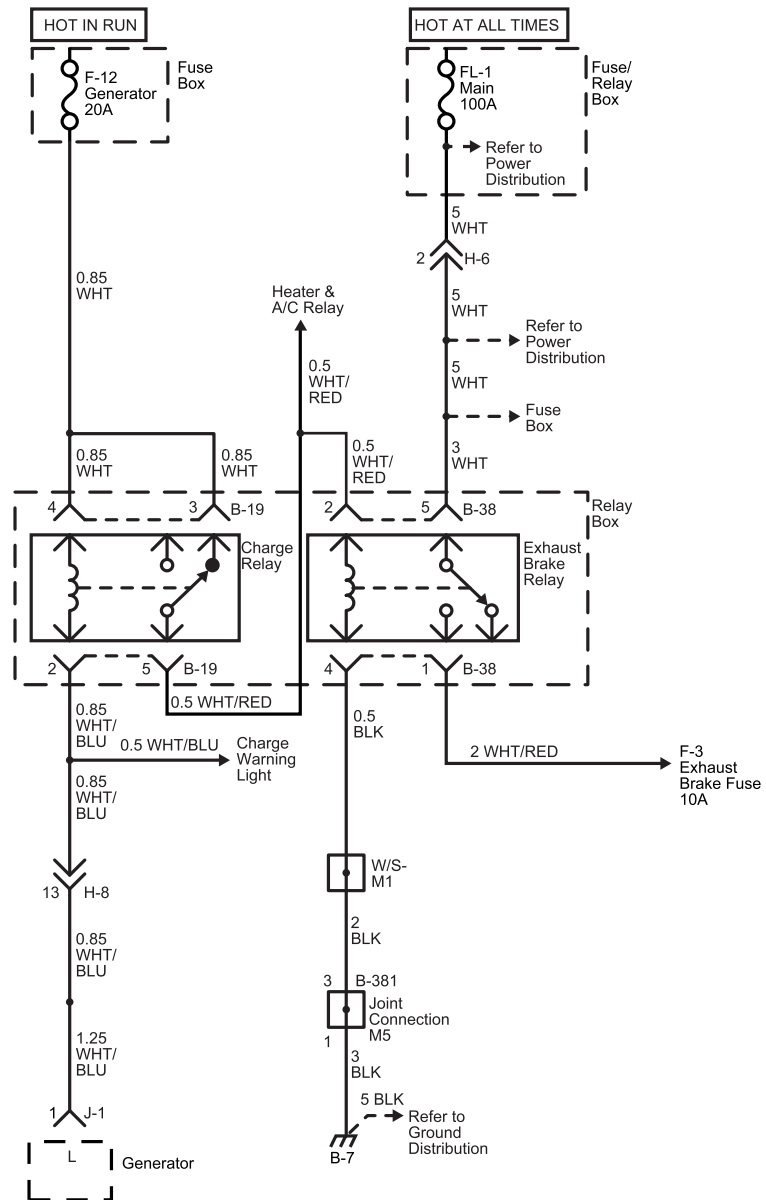 HOT IN RUN
HOT AT ALL TIMES
F-12
Generator
20A
Fuse
Box
FL-1
Main
100A
Fuse/
Relay
Box
Refer to
Power
Distribution
5
WHT
2
H-6
0.85
WHT
Heater &
A/C Relay
5
WHT
Refer to
Power
Distribution
0.5
WHT/
RED
5
WHT
Fuse
Box
0.85
WHT
0.85
WHT
0.5
WHT/
RED
3
WHT
4
3
B-19
2
5
B-38
Relay
Box
Charge
Relay
Exhaust
Brake
Relay
2
5
B-19
4
1
B-38
0.5 WHT/RED
0.85
WHT/
BLU
0.5 WHT/BLU
Charge
Warning
Light
0.5
BLK
2 WHT/RED
F-3
Exhaust
Brake Fuse
10A
0.85
WHT/
BLU
W/S-
M1
13
H-8
2
BLK
0.85
WHT/
BLU
3
B-381
Joint
Connection
M5
1
1.25
WHT/
BLU
3
BLK
5 BLK
Refer to
Ground
Distribution
1
J-1
B-7
L
Generator